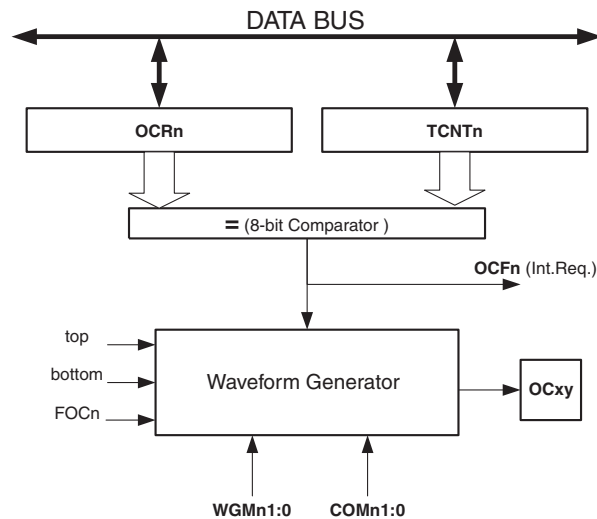 DATA BUS
OCRn
TCNTn
= (8-bit Comparator )
OCFn (Int.Req.)
top
bottom
FOCn
Waveform Generator
OCxy
WGMn1:0
COMn1:0